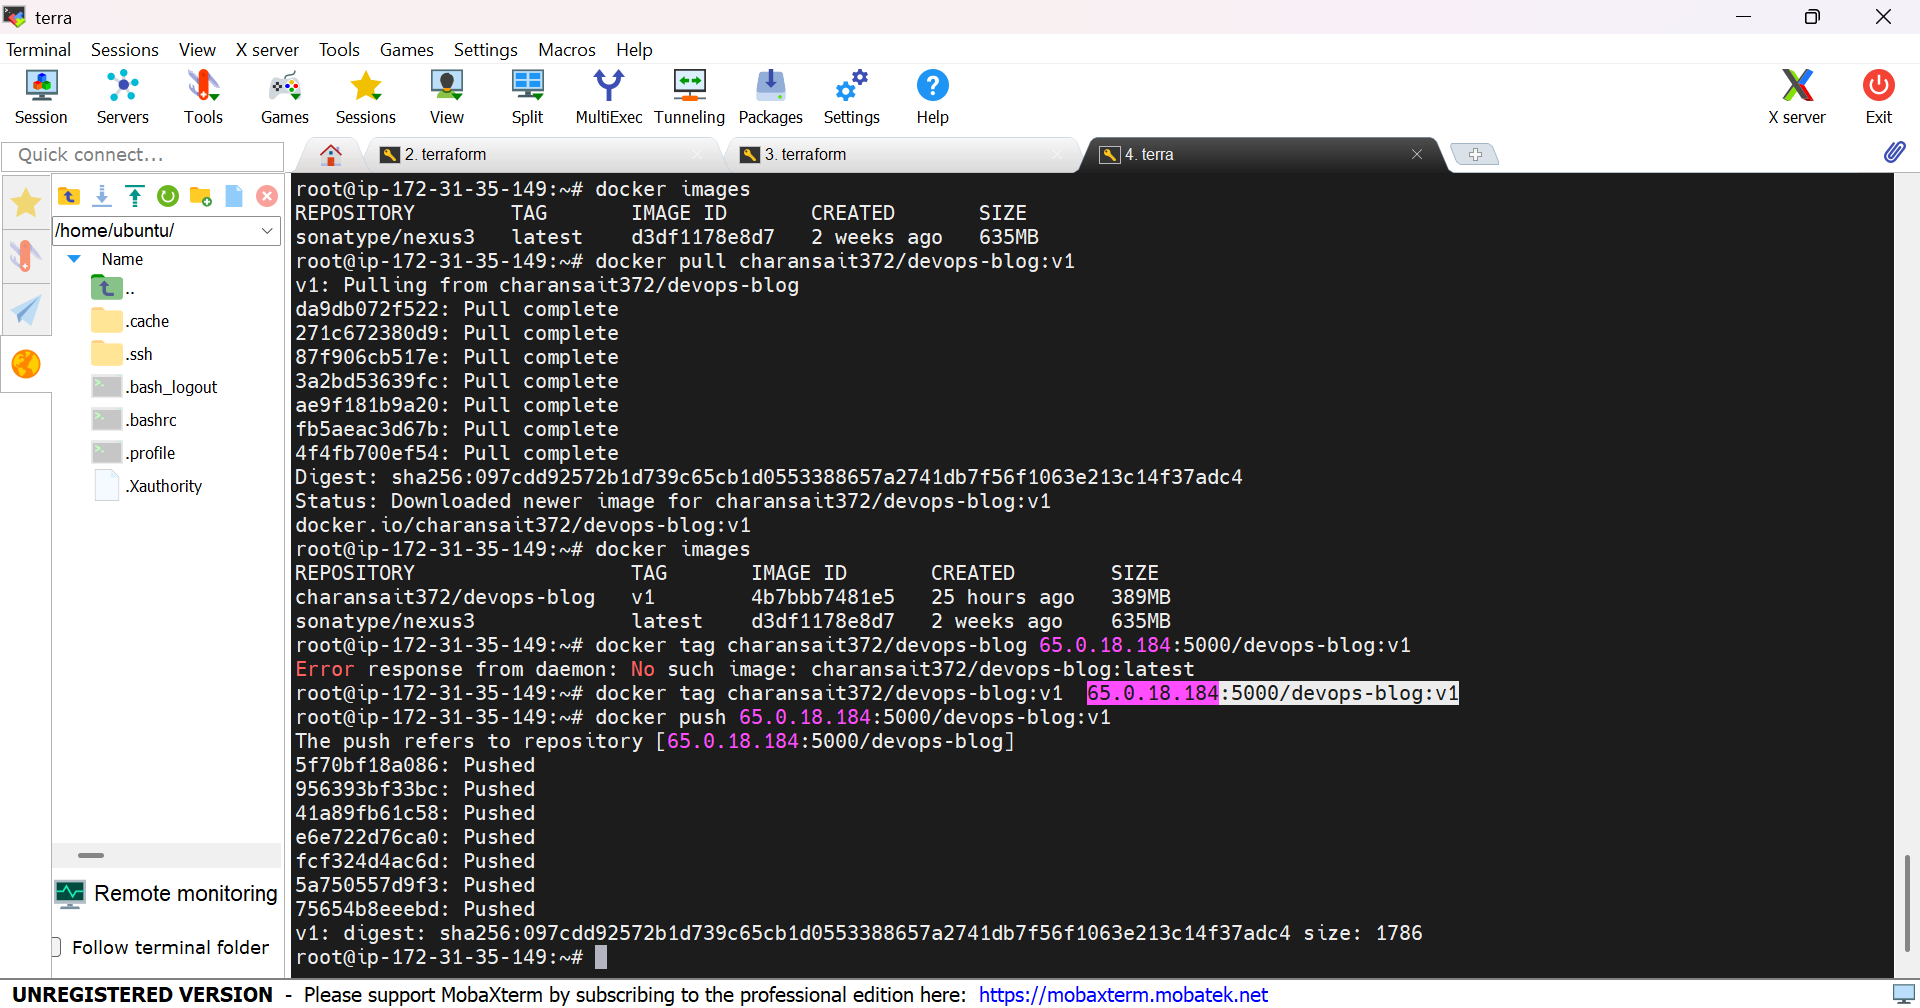 terra
Terminal Sessions View X server Tools Games Settings Macros Help
Session Servers Tools Games Sessions View Split MultiExec Tunneling Packages Settings Help X server Exit
Quick connect...
2. terraform
3. terraform
4. terra
/home/ubuntu/
Name
..
.cache
.ssh
.bash_logout
.bashrc
.profile
.Xauthority
Remote monitoring
Follow terminal folder
root@ip-172-31-35-149:~# docker images
REPOSITORY        TAG       IMAGE ID       CREATED       SIZE
sonatype/nexus3   latest    d3df1178e8d7   2 weeks ago   635MB
root@ip-172-31-35-149:~# docker pull charansait372/devops-blog:v1
v1: Pulling from charansait372/devops-blog
da9db072f522: Pull complete
271c672380d9: Pull complete
87f906cb517e: Pull complete
3a2bd53639fc: Pull complete
ae9f181b9a20: Pull complete
fb5aeac3d67b: Pull complete
4f4fb700ef54: Pull complete
Digest: sha256:097cdd92572b1d739c65cb1d0553388657a2741db7f56f1063e213c14f37adc4
Status: Downloaded newer image for charansait372/devops-blog:v1
docker.io/charansait372/devops-blog:v1
root@ip-172-31-35-149:~# docker images
REPOSITORY                  TAG       IMAGE ID       CREATED        SIZE
charansait372/devops-blog   v1        4b7bbb7481e5   25 hours ago   389MB
sonatype/nexus3             latest    d3df1178e8d7   2 weeks ago    635MB
root@ip-172-31-35-149:~# docker tag charansait372/devops-blog 65.0.18.184:5000/devops-blog:v1
Error response from daemon: No such image: charansait372/devops-blog:latest
root@ip-172-31-35-149:~# docker tag charansait372/devops-blog:v1  65.0.18.184:5000/devops-blog:v1
root@ip-172-31-35-149:~# docker push 65.0.18.184:5000/devops-blog:v1
The push refers to repository [65.0.18.184:5000/devops-blog]
5f70bf18a086: Pushed
956393bf33bc: Pushed
41a89fb61c58: Pushed
e6e722d76ca0: Pushed
fcf324d4ac6d: Pushed
5a750557d9f3: Pushed
75654b8eeebd: Pushed
v1: digest: sha256:097cdd92572b1d739c65cb1d0553388657a2741db7f56f1063e213c14f37adc4 size: 1786
root@ip-172-31-35-149:~#
UNREGISTERED VERSION - Please support MobaXterm by subscribing to the professional edition here: https://mobaxterm.mobatek.net